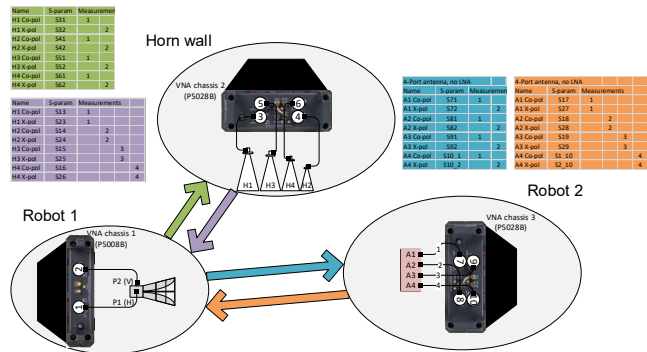 Name S-param Measuremen
H1 Co-pol S31 1
H1 X-pol S32 2
H2 Co-pol S41 1
H2 X-pol S42 2
H3 Co-pol S51 1
H3 X-pol S52 2
H4 Co-pol S61 1
H4 X-pol S62 2
Name S-param Measurements
H1 Co-pol S13 1
H1 X-pol S23 1
H2 Co-pol S14 2
H2 X-pol S24 2
H3 Co-pol S15 3
H3 X-pol S25 3
H4 Co-pol S16 4
H4 X-pol S26 4
Horn wall
VNA chassis 2
(P5028B)
5 6
3 4
H1 H3 H4 H2
4-Port antenna, no LNA
Name S-param Measurements
A1 Co-pol S71 1
A1 X-pol S72 2
A2 Co-pol S81 1
A2 X-pol S82 2
A3 Co-pol S91 1
A3 X-pol S92 2
A4 Co-pol S10_1 1
A4 X-pol S10_2 2
4-Port antenna, no LNA
Name S-param Measurements
A1 Co-pol S17 1
A1 X-pol S27 1
A2 Co-pol S18 2
A2 X-pol S28 2
A3 Co-pol S19 3
A3 X-pol S29 3
A4 Co-pol S1_10 4
A4 X-pol S2_10 4
Robot 1
VNA chassis 1
(P5008B)
2
P2 (V)
P1 (H)
1
Robot 2
VNA chassis 3
(P5028B)
A1 1
A2 2
A3 3
A4 4
7 9
8 10